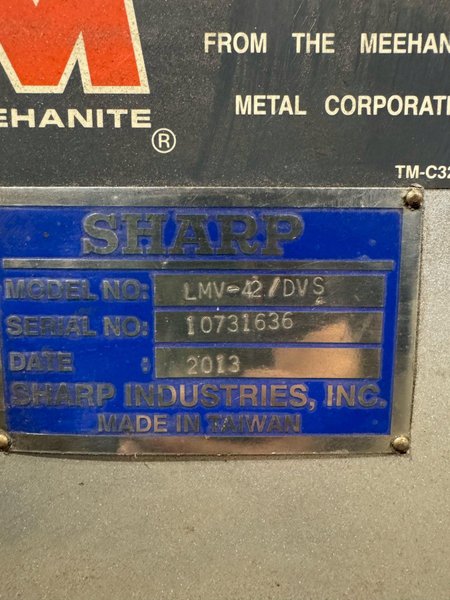 M
EHANITE
®
FROM THE MEEHAN
METAL CORPORATI
TM-C32
SHARP
MODEL NO: LMV-42/DVS
SERIAL NO: 10731636
DATE : 2013
SHARP INDUSTRIES, INC.
MADE IN TAIWAN